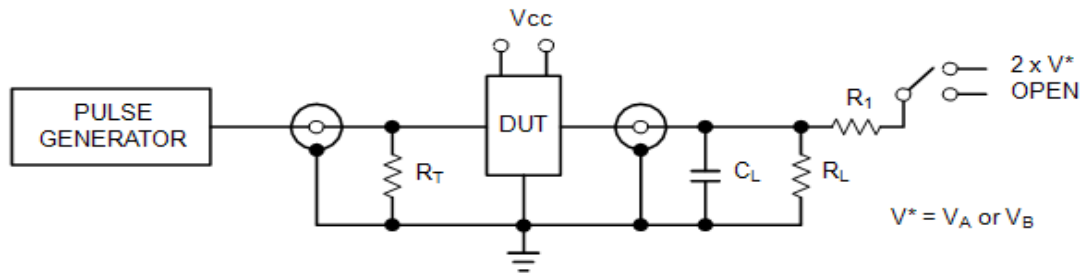 Vcc
2 x V*
OPEN
R1
PULSE
GENERATOR
DUT
RT
CL
RL
V* = VA or VB